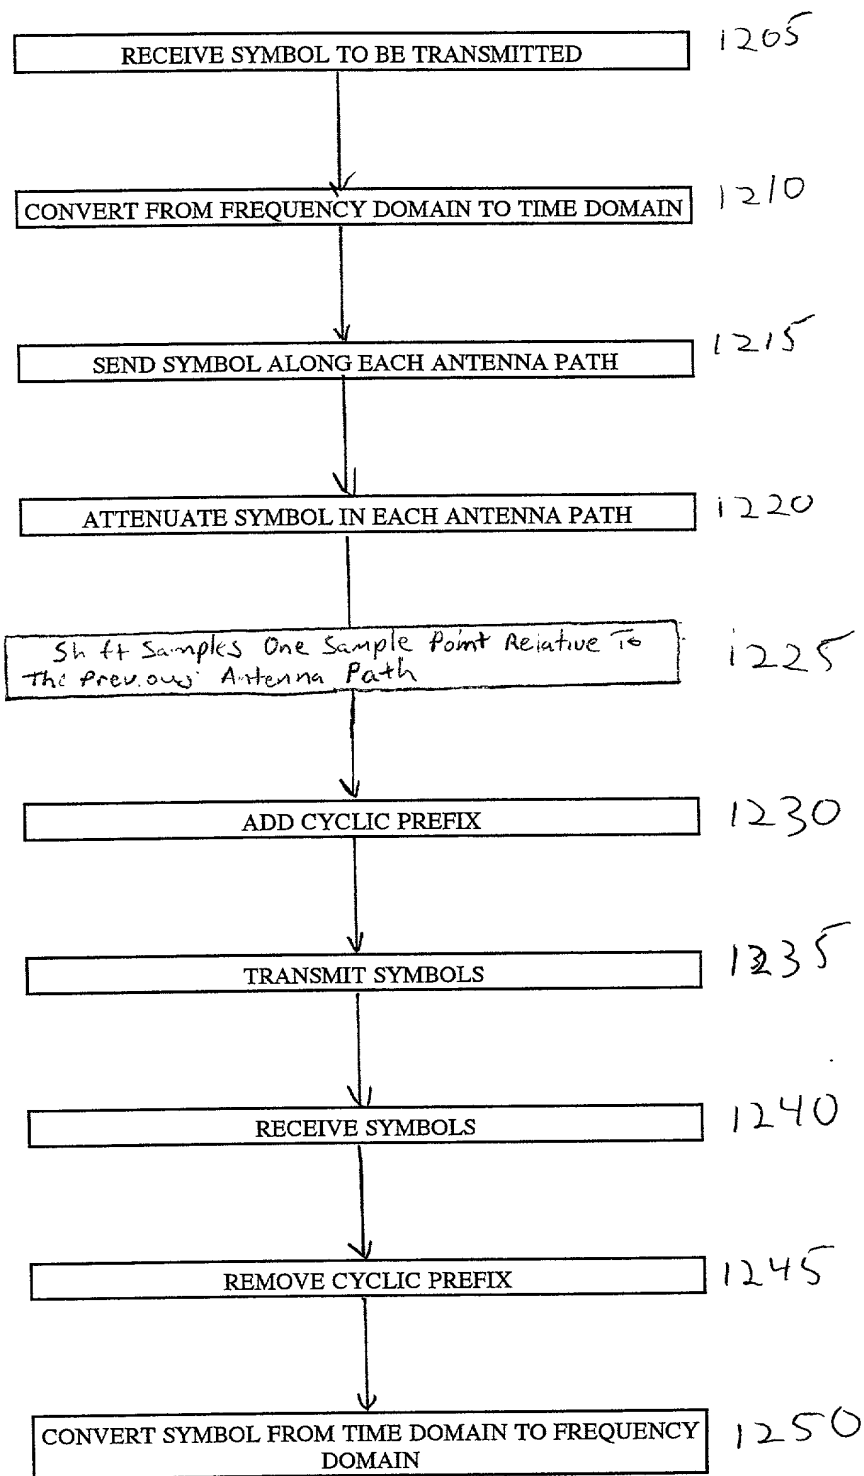 RECEIVE SYMBOL TO BE TRANSMITTED 1205
CONVERT FROM FREQUENCY DOMAIN TO TIME DOMAIN 1210
SEND SYMBOL ALONG EACH ANTENNA PATH 1215
ATTENUATE SYMBOL IN EACH ANTENNA PATH 1220
Shift Samples One Sample Point Relative To
The Previous Antenna Path 1225
ADD CYCLIC PREFIX 1230
TRANSMIT SYMBOLS 1235
RECEIVE SYMBOLS 1240
REMOVE CYCLIC PREFIX 1245
CONVERT SYMBOL FROM TIME DOMAIN TO FREQUENCY
DOMAIN 1250